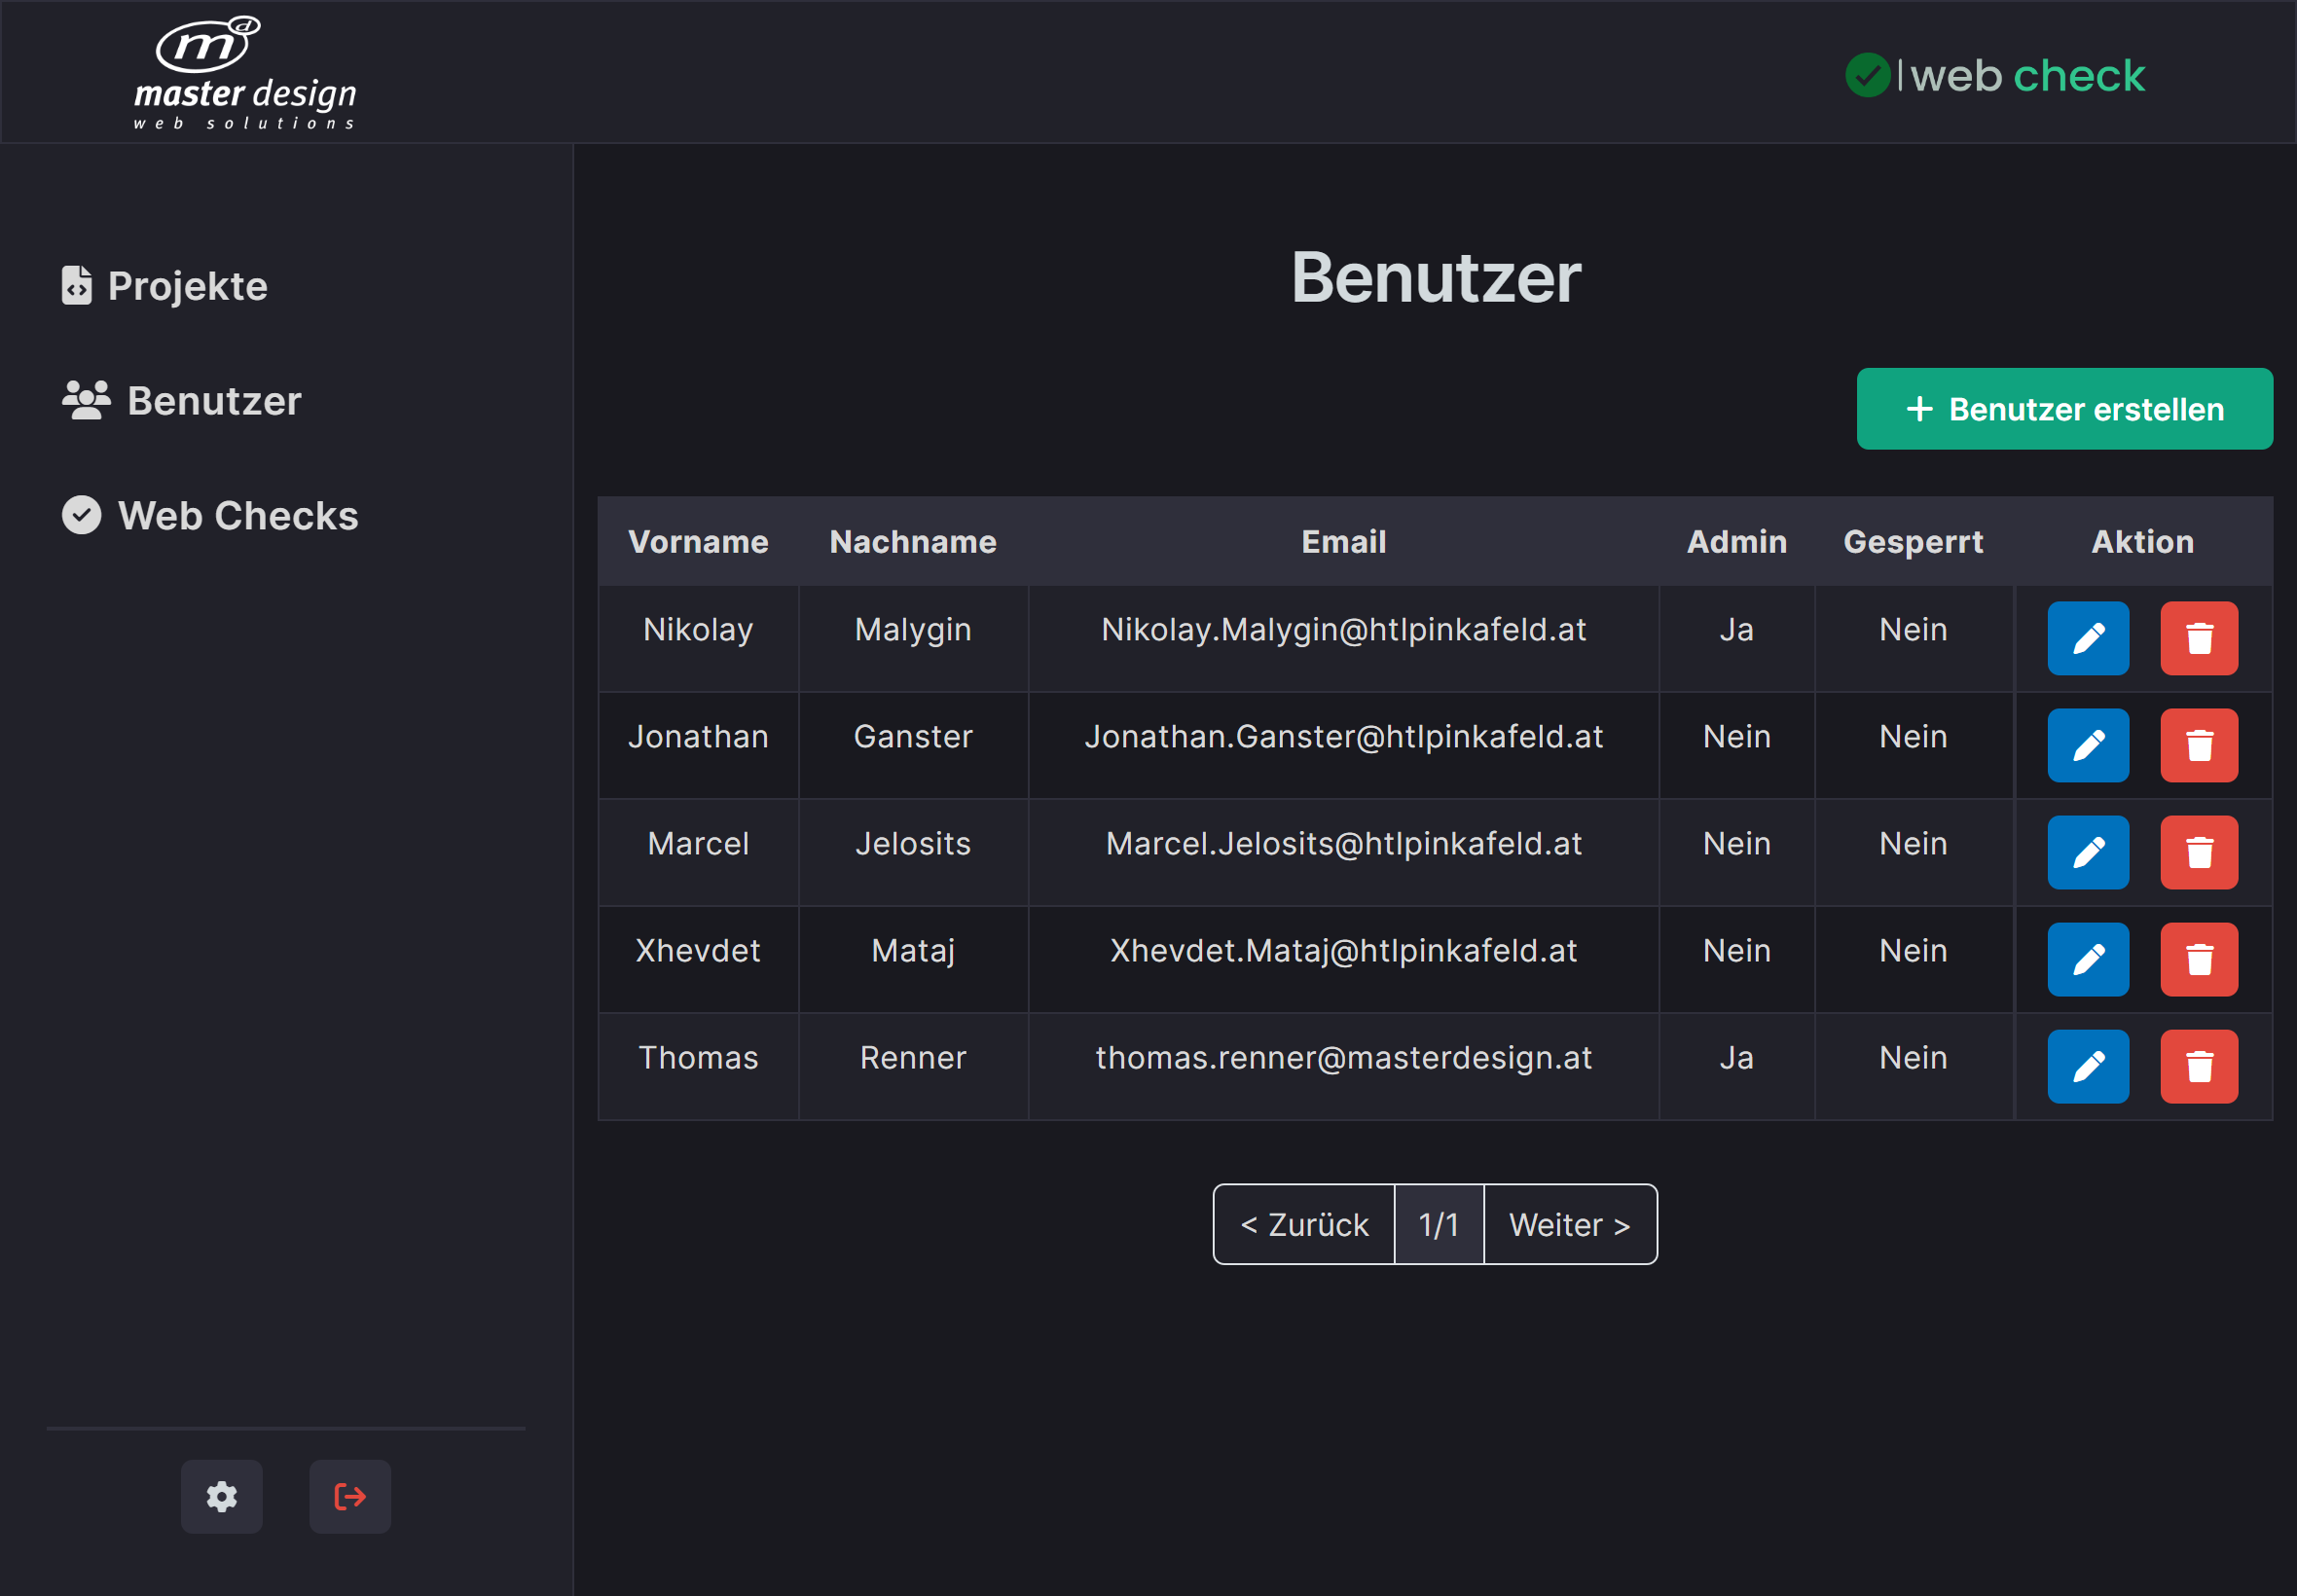 md
master design
web solutions
web check
Projekte
Benutzer
Web Checks
Benutzer
+ Benutzer erstellen
Vorname Nachname Email Admin Gesperrt Aktion
Nikolay Malygin Nikolay.Malygin@htlpinkafeld.at Ja Nein
Jonathan Ganster Jonathan.Ganster@htlpinkafeld.at Nein Nein
Marcel Jelosits Marcel.Jelosits@htlpinkafeld.at Nein Nein
Xhevdet Mataj Xhevdet.Mataj@htlpinkafeld.at Nein Nein
Thomas Renner thomas.renner@masterdesign.at Ja Nein
< Zurück 1/1 Weiter >